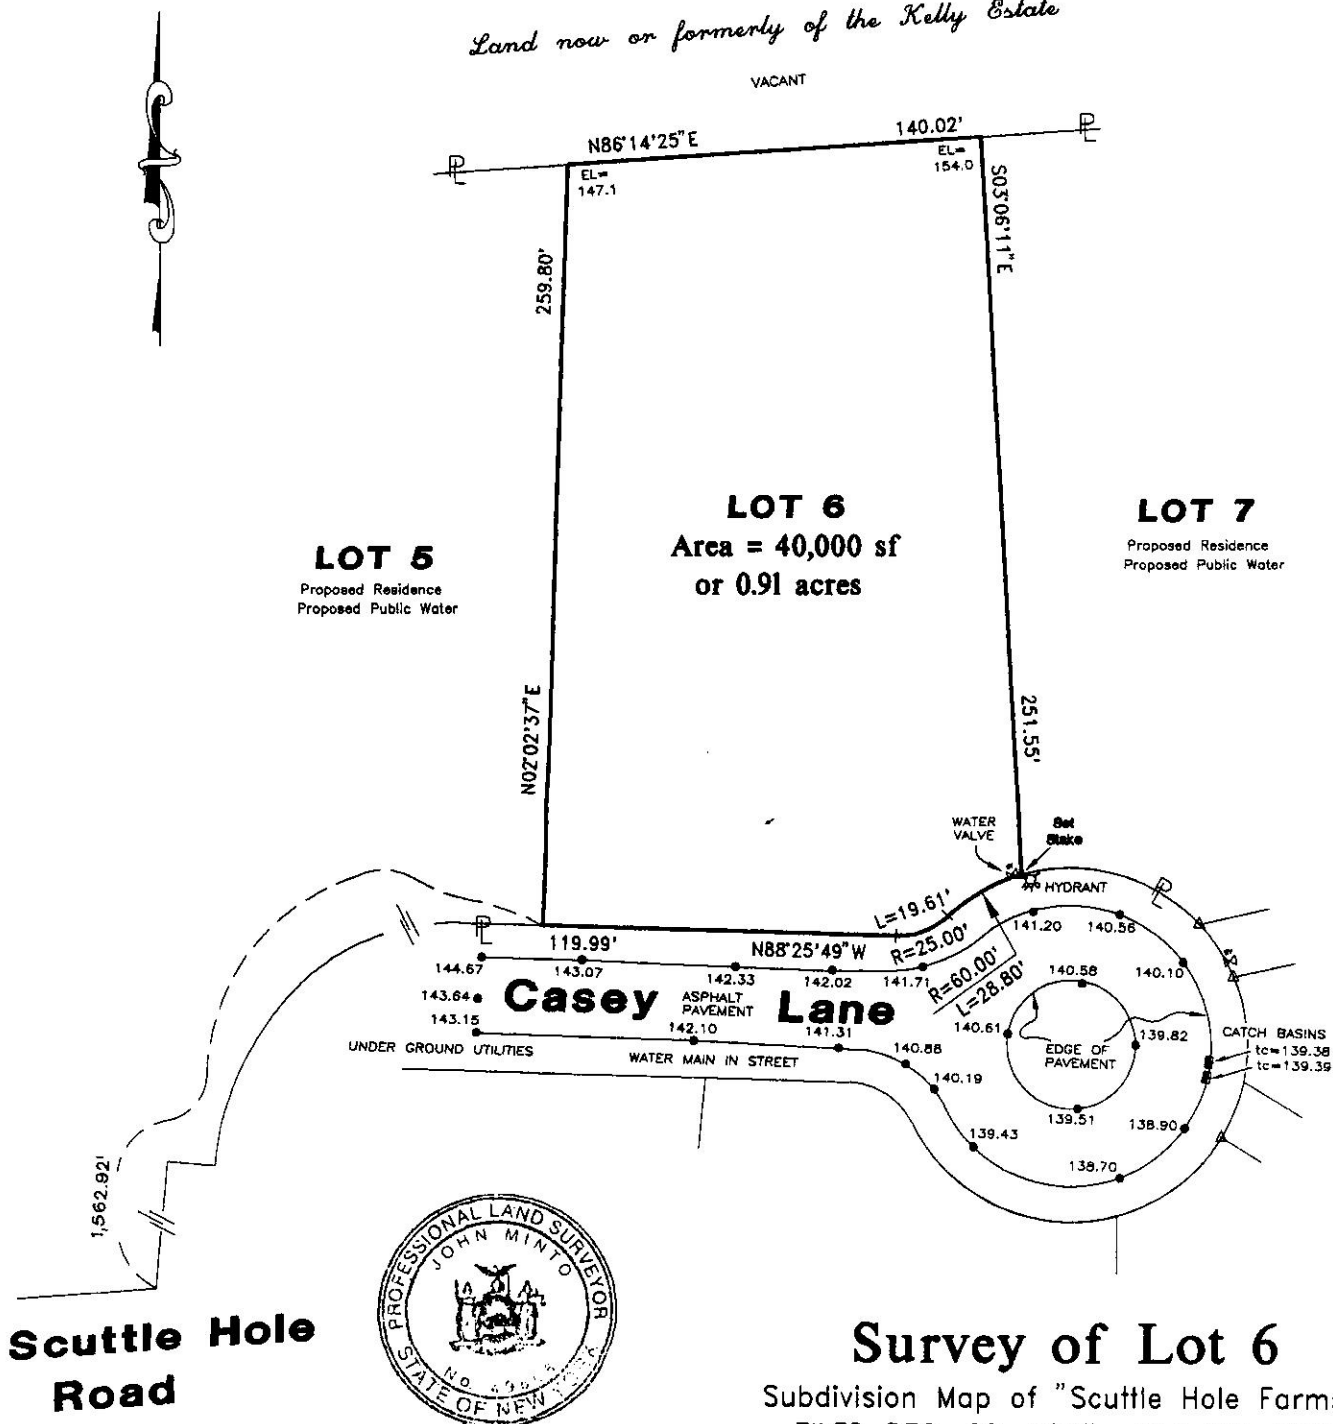 Land now or formerly of the Kelly Estate
VACANT
N86°14'25"E
140.02'
PL
PL
EL=
147.1
EL=
154.0
S03°06'11"E
259.80'
LOT 6
Area = 40,000 sf
or 0.91 acres
LOT 5
Proposed Residence
Proposed Public Water
LOT 7
Proposed Residence
Proposed Public Water
N02°02'37"E
251.55'
WATER
VALVE
Set
Stake
HYDRANT
PL
PL
L=19.61'
R=25.00'
R=60.00'
L=28.80'
119.99'
N88°25'49"W
144.67
143.07
142.33
142.02
141.71
141.20
140.56
140.10
143.64
143.15
Casey Lane
ASPHALT
PAVEMENT
142.10
141.31
140.58
140.61
139.82
EDGE OF
PAVEMENT
139.51
CATCH BASINS
tc=139.38
tc=139.39
UNDER GROUND UTILITIES
WATER MAIN IN STREET
140.88
140.19
139.43
138.90
138.70
1,562.92'
PROFESSIONAL LAND SURVEYOR
JOHN MINTO
No.
STATE OF NEW YORK
Scuttle Hole
Road
Survey of Lot 6
Subdivision Map of "Scuttle Hole Farms